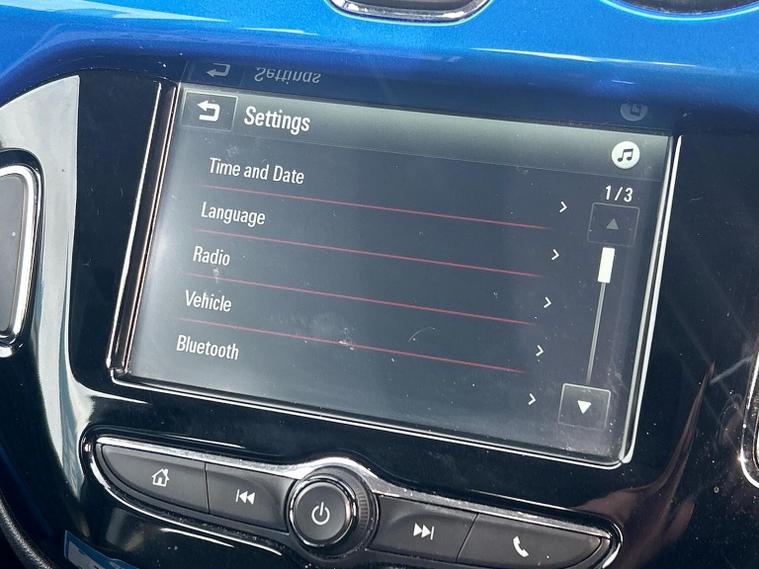 Settings
Settings
1/3
Time and Date
Language
Radio
Vehicle
Bluetooth